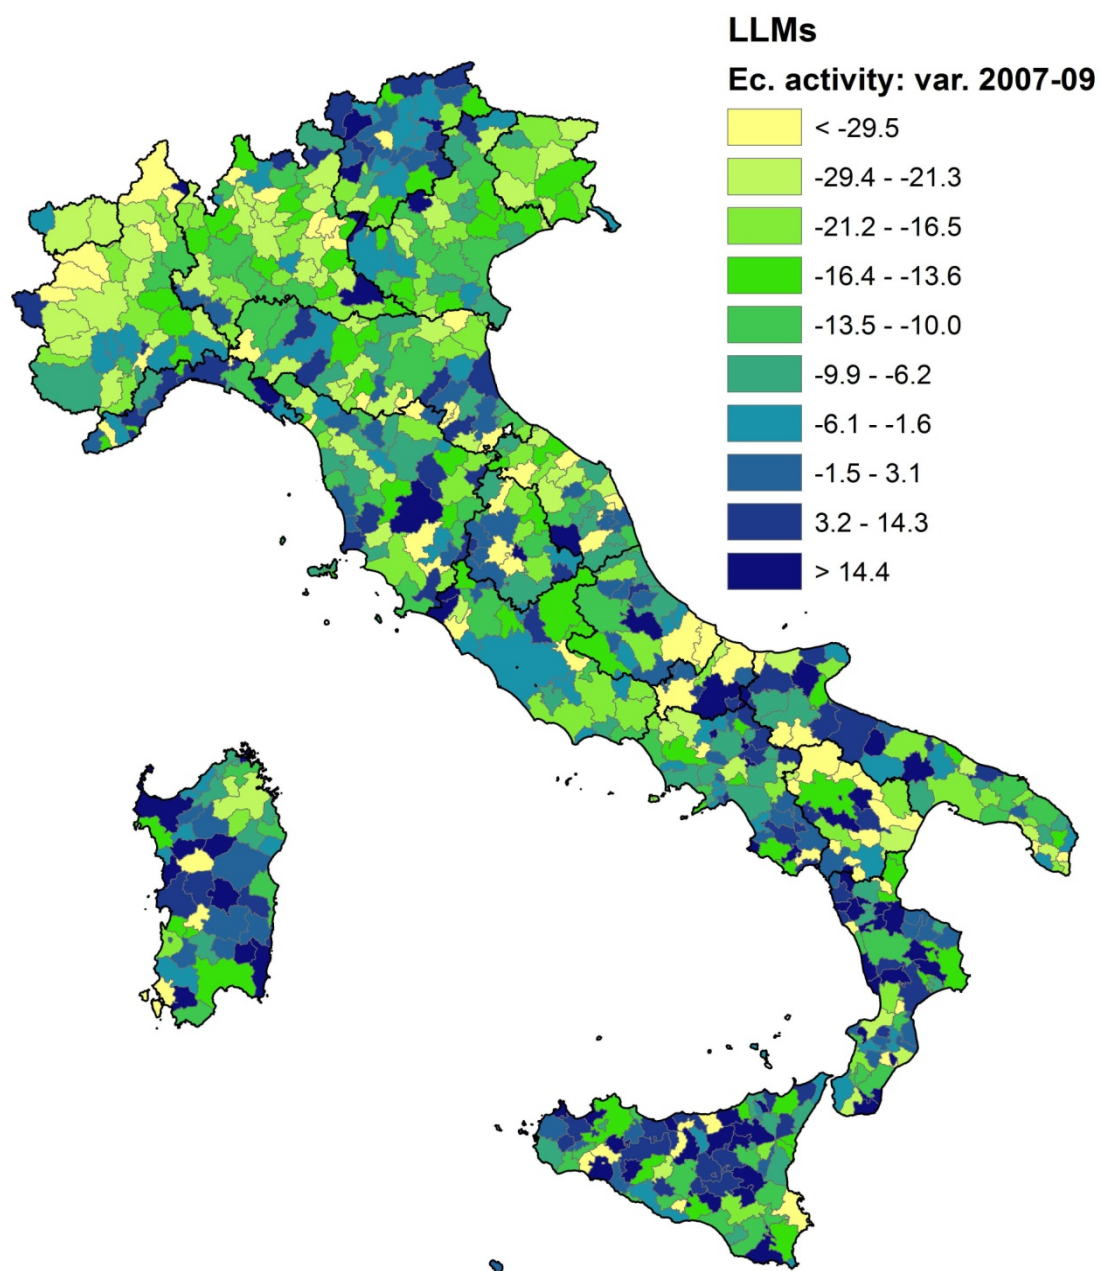 LLMs
Ec. activity: var. 2007-09
< -29.5
-29.4 - -21.3
-21.2 - -16.5
-16.4 - -13.6
-13.5 - -10.0
-9.9 - -6.2
-6.1 - -1.6
-1.5 - 3.1
3.2 - 14.3
> 14.4